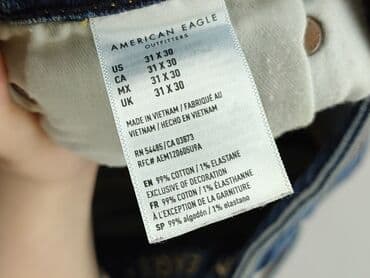 AMERICAN EAGLE
OUTFITTERS
US 31 X 30
CA 31 X 30
MX 31 X 30
UK 31 X 30
MADE IN VIETNAM / FABRIQUÉ AU
VIETNAM / HECHO EN VIETNAM
RN 54485/CA 03873
RFC# AEM120605U9A
EN 99% COTTON / 1% ELASTANE
EXCLUSIVE OF DECORATION
FR 99% COTON / 1% ÉLASTHANNE
À L'EXCEPTION DE LA GARNITURE
SP 99% algodón / 1% elastano